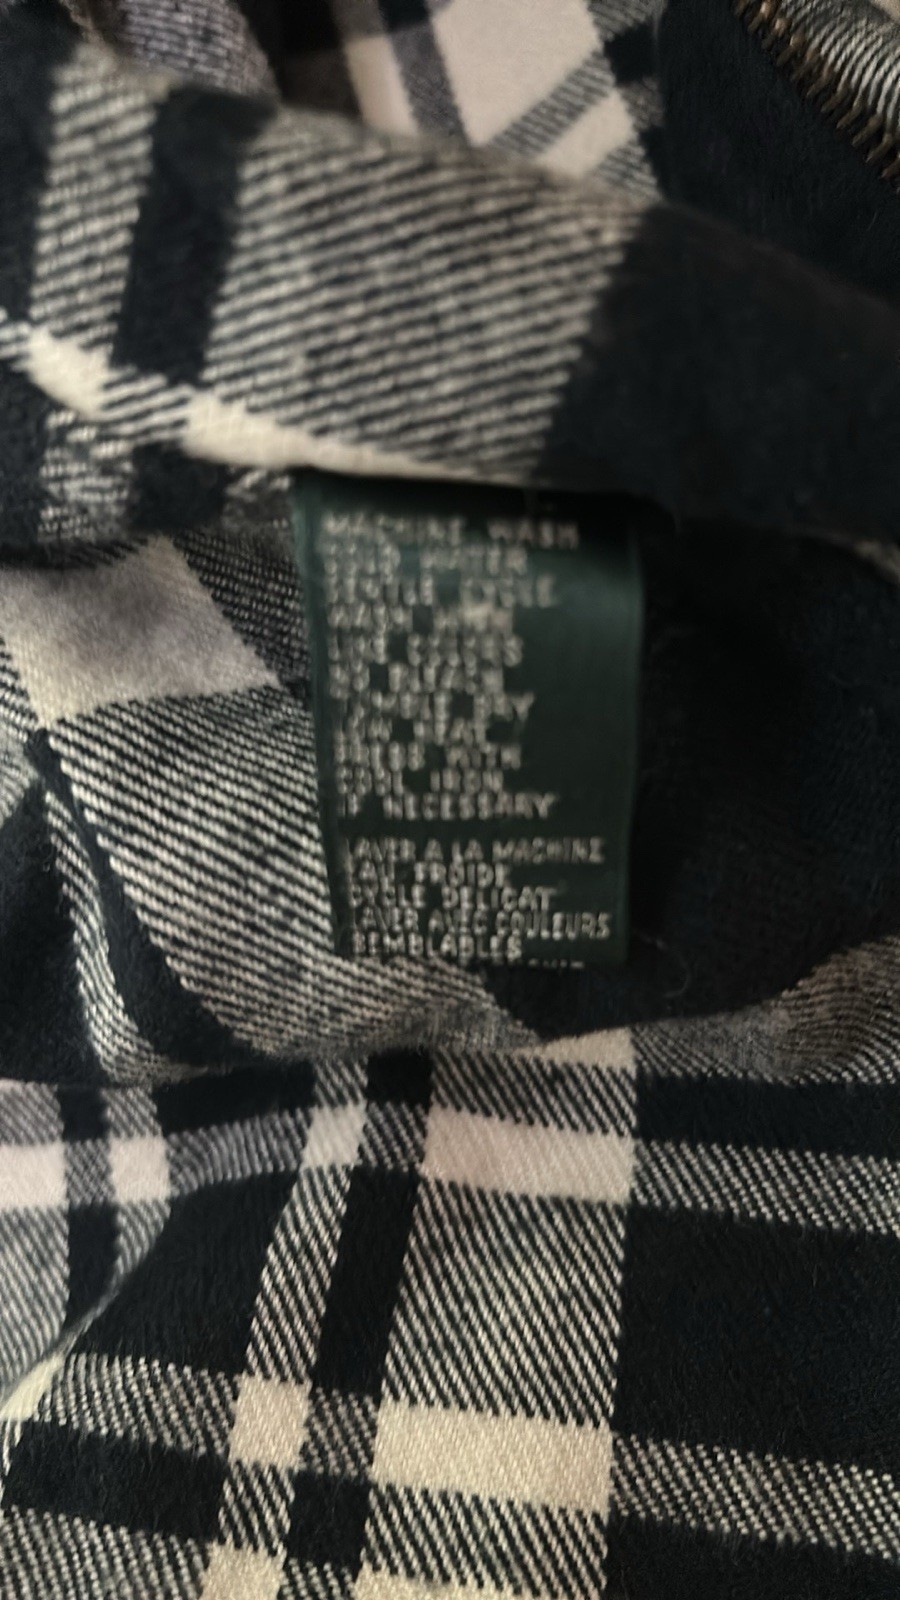 MACHINE WASH
COLD WATER
GENTLE CYCLE
WASH WITH
LIKE COLORS
NO BLEACH
TUMBLE DRY
LOW HEAT
PRESS WITH
COOL IRON
IF NECESSARY
LAVER A LA MACHINE
EAU FROIDE
CYCLE DELICAT
LAVER AVEC COULEURS
SEMBLABLES